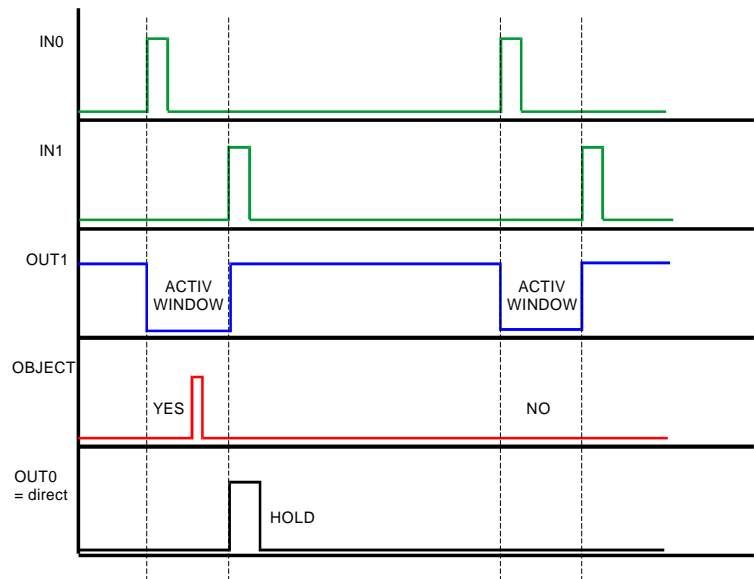 IN0
IN1
OUT1
ACTIV
WINDOW
ACTIV
WINDOW
OBJECT
YES
NO
OUT0
= direct
HOLD